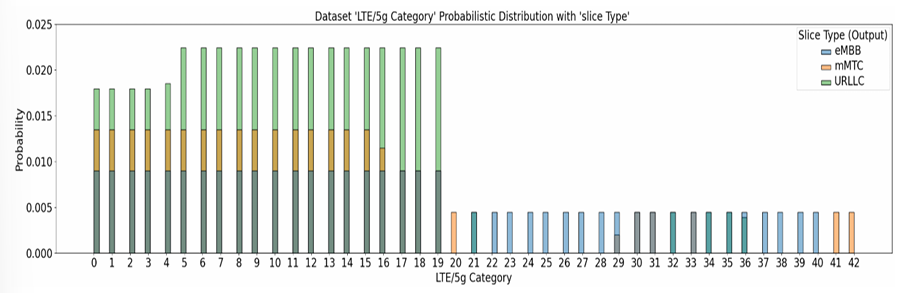 Dataset 'LTE/5g Category' Probabilistic Distribution with 'slice Type'
0.025
0.020
0.015
0.010
0.005
0.000
Probability
Slice Type (Output)
eMBB
mMTC
URLLC
0 1 2 3 4 5 6 7 8 9 10 11 12 13 14 15 16 17 18 19 20 21 22 23 24 25 26 27 28 29 30 31 32 33 34 35 36 37 38 39 40 41 42
LTE/5g Category